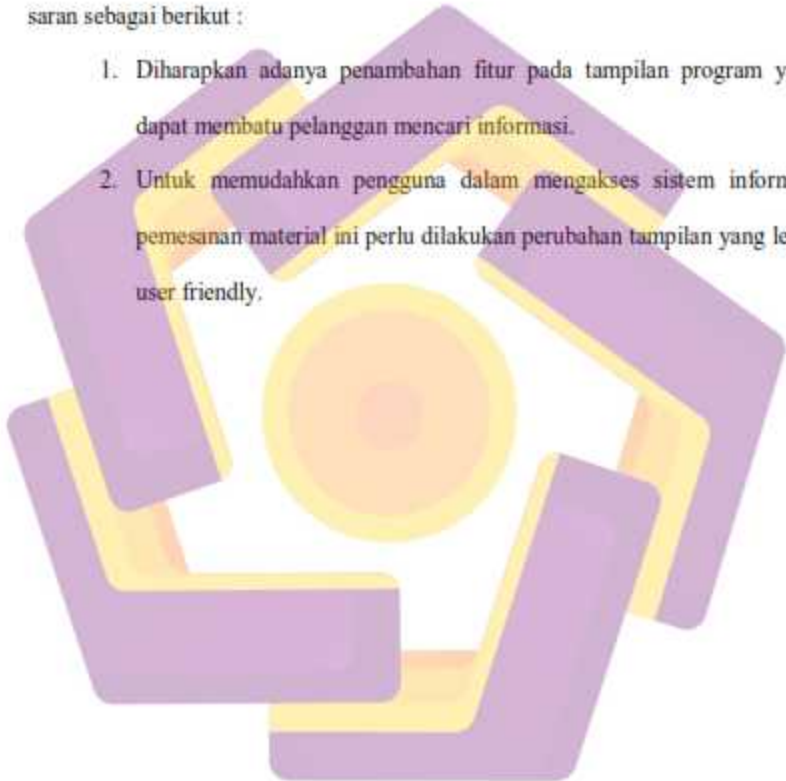 saran sebagai berikut :
1. Diharapkan adanya penambahan fitur pada tampilan program y
dapat membatu pelanggan mencari informasi.
2. Untuk memudahkan pengguna dalam mengakses sistem inform
pemesanan material ini perlu dilakukan perubahan tampilan yang le
user friendly.